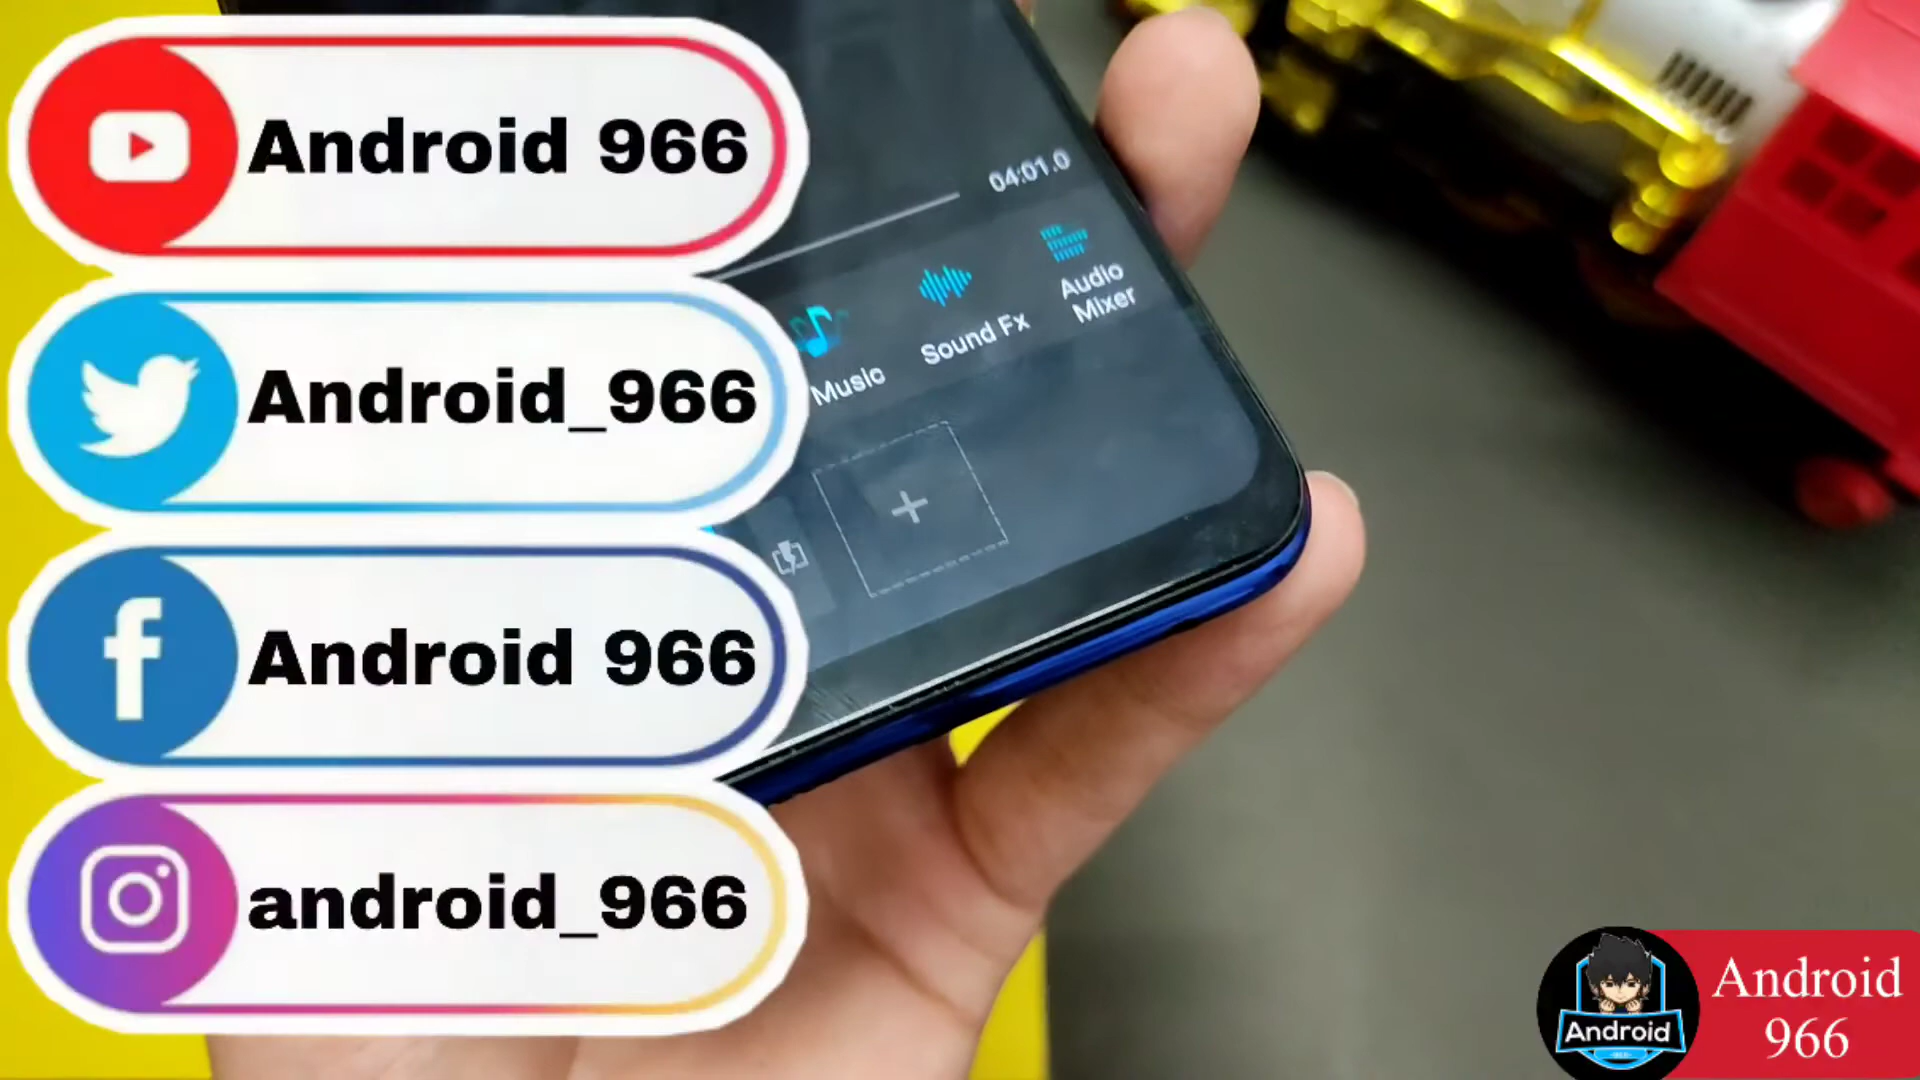 Android 966
Android_966
Android 966
android_966
04:01.0
Music
Sound Fx
Audio
Mixer
Android
Android
966